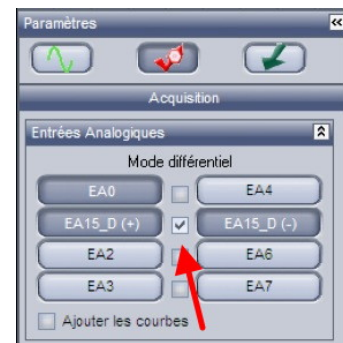 Paramètres
Acquisition
Entrées Analogiques
Mode différentiel
EA0 EA4
EA15_D (+) EA15_D (-)
EA2 EA6
EA3 EA7
Ajouter les courbes